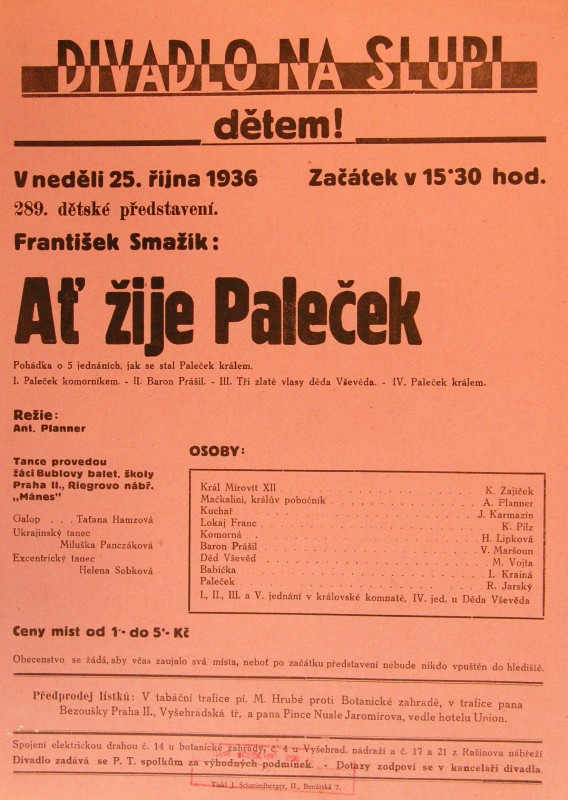 DIVADLO NA SLUPI
dětem!
V neděli 25. října 1936 Začátek v 15·30 hod.
289. dětské představení.
František Smažík:
Ať žije Paleček
Pohádka o 5 jednáních, jak se stal Paleček králem.
I. Paleček komorníkem. - II. Baron Prášil. - III. Tři zlaté vlasy děda Vševěda. - IV. Paleček králem.
Režie:
Ant. Planner
Tance provedou
žáci Bublovy balet. školy
Praha II., Riegrovo nábř.
„Mánes"
Galop . . . Taťana Hamzová
Ukrajinský tanec
Miluška Panczáková
Excentrický tanec
Helena Sobková
OSOBY:
Král Mirovít XII . . . K. Zajíček
Mačkalini, králův pobočník . . . A. Planner
Kuchař . . . J. Karmazin
Lokaj Franc . . . K. Pilz
Komorná . . . H. Lipková
Baron Prášil . . . V. Maršoun
Děd Vševěd . . . M. Vojta
Babička . . . L. Krainá
Paleček . . . R. Jarský
I., II., III. a V. jednání v královské komnatě, IV. jed. u Děda Vševěda
Ceny míst od 1·- do 5·- Kč
Obecenstvo se žádá, aby včas zaujalo svá místa, neboť po začátku představení nebude nikdo vpuštěn do hlediště.
Předprodej lístků: V tabáční trafice pí. M. Hrubé proti Botanické zahradě, v trafice pana
Bezoušky Praha II., Vyšehradská tř. a pana Pince Nusle Jaromírova, vedle hotelu Union.
Spojení elektrickou drahou č. 14 u botanické zahrady, č. 4 u Vyšehrad. nádraží a č. 17 a 21 z Rašínova nábřeží
Divadlo zadává se P. T. spolkům za výhodných podmínek. - Dotazy zodpoví se v kanceláři divadla.
Tiskl J. Schmiedberger, II., Benátská 7.